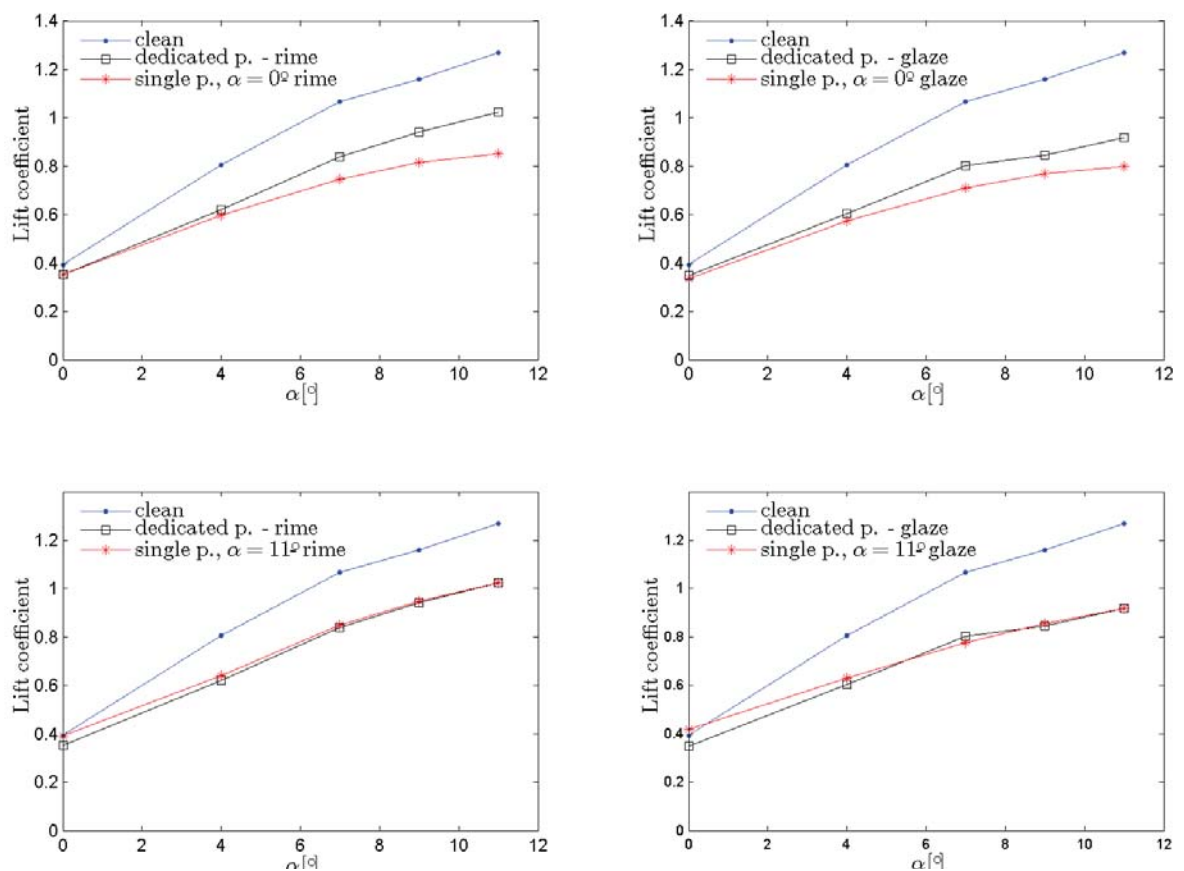 1.4
clean
dedicated p. - rime
single p., α = 0º rime
1.2
1
0.8
0.6
0.4
0.2
0
Lift coefficient
0 2 4 6 8 10 12
α[°]
1.4
clean
dedicated p. - glaze
single p., α = 0º glaze
1.2
1
0.8
0.6
0.4
0.2
0
Lift coefficient
0 2 4 6 8 10 12
α[°]
clean
dedicated p. - rime
single p., α = 11º rime
1.2
1
0.8
0.6
0.4
0.2
0
Lift coefficient
0 2 4 6 8 10 12
α[°]
clean
dedicated p. - glaze
single p., α = 11º glaze
1.2
1
0.8
0.6
0.4
0.2
0
Lift coefficient
0 2 4 6 8 10 12
α[°]